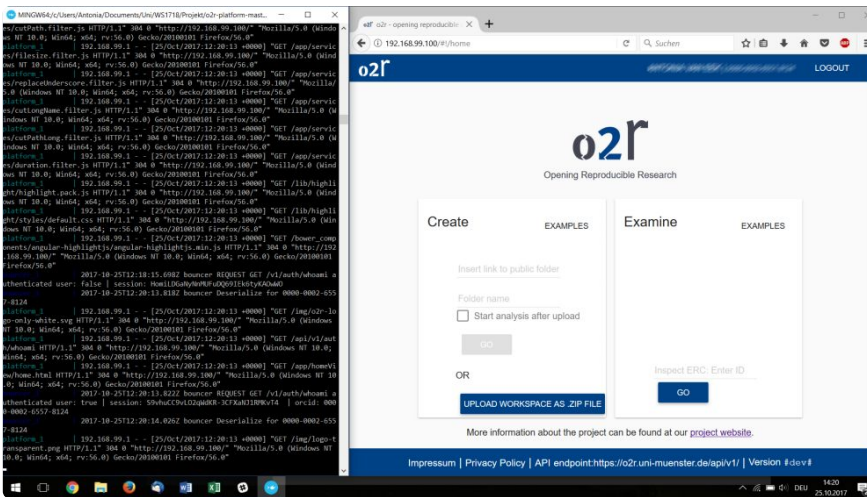 MINGW64:/c/Users/Antonia/Documents/Uni/WS1718/Projekt/o2r-platform-mast...
es/cutPath.filter.js HTTP/1.1" 304 0 "http://192.168.99.100/" "Mozilla/5.0 (Windo
ws NT 10.0; Win64; x64; rv:56.0) Gecko/20100101 Firefox/56.0"
platform_1 | 192.168.99.1 - - [25/Oct/2017:12:20:13 +0000] "GET /app/servic
es/filesize.filter.js HTTP/1.1" 304 0 "http://192.168.99.100/" "Mozilla/5.0 (Wind
ows NT 10.0; Win64; x64; rv:56.0) Gecko/20100101 Firefox/56.0"
platform_1 | 192.168.99.1 - - [25/Oct/2017:12:20:13 +0000] "GET /app/servic
es/replaceUnderscore.filter.js HTTP/1.1" 304 0 "http://192.168.99.100/" "Mozilla/
5.0 (Windows NT 10.0; Win64; x64; rv:56.0) Gecko/20100101 Firefox/56.0"
platform_1 | 192.168.99.1 - - [25/Oct/2017:12:20:13 +0000] "GET /app/servic
es/cutLongName.filter.js HTTP/1.1" 304 0 "http://192.168.99.100/" "Mozilla/5.0 (W
indows NT 10.0; Win64; x64; rv:56.0) Gecko/20100101 Firefox/56.0"
platform_1 | 192.168.99.1 - - [25/Oct/2017:12:20:13 +0000] "GET /app/servic
es/cutPathLong.filter.js HTTP/1.1" 304 0 "http://192.168.99.100/" "Mozilla/5.0 (W
indows NT 10.0; Win64; x64; rv:56.0) Gecko/20100101 Firefox/56.0"
platform_1 | 192.168.99.1 - - [25/Oct/2017:12:20:13 +0000] "GET /app/servic
es/duration.filter.js HTTP/1.1" 304 0 "http://192.168.99.100/" "Mozilla/5.0 (Wind
ows NT 10.0; Win64; x64; rv:56.0) Gecko/20100101 Firefox/56.0"
platform_1 | 192.168.99.1 - - [25/Oct/2017:12:20:13 +0000] "GET /lib/highli
ght/highlight.pack.js HTTP/1.1" 304 0 "http://192.168.99.100/" "Mozilla/5.0 (Wind
ows NT 10.0; Win64; x64; rv:56.0) Gecko/20100101 Firefox/56.0"
platform_1 | 192.168.99.1 - - [25/Oct/2017:12:20:13 +0000] "GET /lib/highli
ght/styles/default.css HTTP/1.1" 304 0 "http://192.168.99.100/" "Mozilla/5.0 (Win
dows NT 10.0; Win64; x64; rv:56.0) Gecko/20100101 Firefox/56.0"
platform_1 | 192.168.99.1 - - [25/Oct/2017:12:20:13 +0000] "GET /bower_comp
onents/angular-highlightjs/angular-highlightjs.min.js HTTP/1.1" 304 0 "http://192
.168.99.100/" "Mozilla/5.0 (Windows NT 10.0; Win64; x64; rv:56.0) Gecko/20100101
Firefox/56.0"
2017-10-25T12:18:15.698Z bouncer REQUEST GET /v1/auth/whoami a
uthenticated user: false | session:
2017-10-25T12:20:13.818Z bouncer Deserialize for 0000-0002-655
7-8124
platform_1 | 192.168.99.1 - - [25/Oct/2017:12:20:13 +0000] "GET /img/o2r-lo
go-only-white.svg HTTP/1.1" 304 0 "http://192.168.99.100/" "Mozilla/5.0 (Windows
NT 10.0; Win64; x64; rv:56.0) Gecko/20100101 Firefox/56.0"
platform_1 | 192.168.99.1 - - [25/Oct/2017:12:20:13 +0000] "GET /api/v1/aut
h/whoami HTTP/1.1" 304 0 "http://192.168.99.100/" "Mozilla/5.0 (Windows NT 10.0;
Win64; x64; rv:56.0) Gecko/20100101 Firefox/56.0"
platform_1 | 192.168.99.1 - - [25/Oct/2017:12:20:13 +0000] "GET /app/homeVi
ew/home.html HTTP/1.1" 304 0 "http://192.168.99.100/" "Mozilla/5.0 (Windows NT 10
.0; Win64; x64; rv:56.0) Gecko/20100101 Firefox/56.0"
2017-10-25T12:20:13.822Z bouncer REQUEST GET /v1/auth/whoami a
uthenticated user: true | session: | orcid: 000
0-0002-6557-8124
2017-10-25T12:20:14.026Z bouncer Deserialize for 0000-0002-655
7-8124
platform_1 | 192.168.99.1 - - [25/Oct/2017:12:20:13 +0000] "GET /img/logo-t
ransparent.png HTTP/1.1" 304 0 "http://192.168.99.100/" "Mozilla/5.0 (Windows NT
10.0; Win64; x64; rv:56.0) Gecko/20100101 Firefox/56.0"
o2r - opening reproducible
192.168.99.100/#!/home
Suchen
o2r
LOGOUT
o2r
Opening Reproducible Research
Create
EXAMPLES
Insert link to public folder
Folder name
Start analysis after upload
GO
OR
UPLOAD WORKSPACE AS .ZIP FILE
Examine
EXAMPLES
Inspect ERC: Enter ID
GO
More information about the project can be found at our project website.
Impressum | Privacy Policy | API endpoint:https://o2r.uni-muenster.de/api/v1/ | Version #dev#
DEU
14:20
25.10.2017